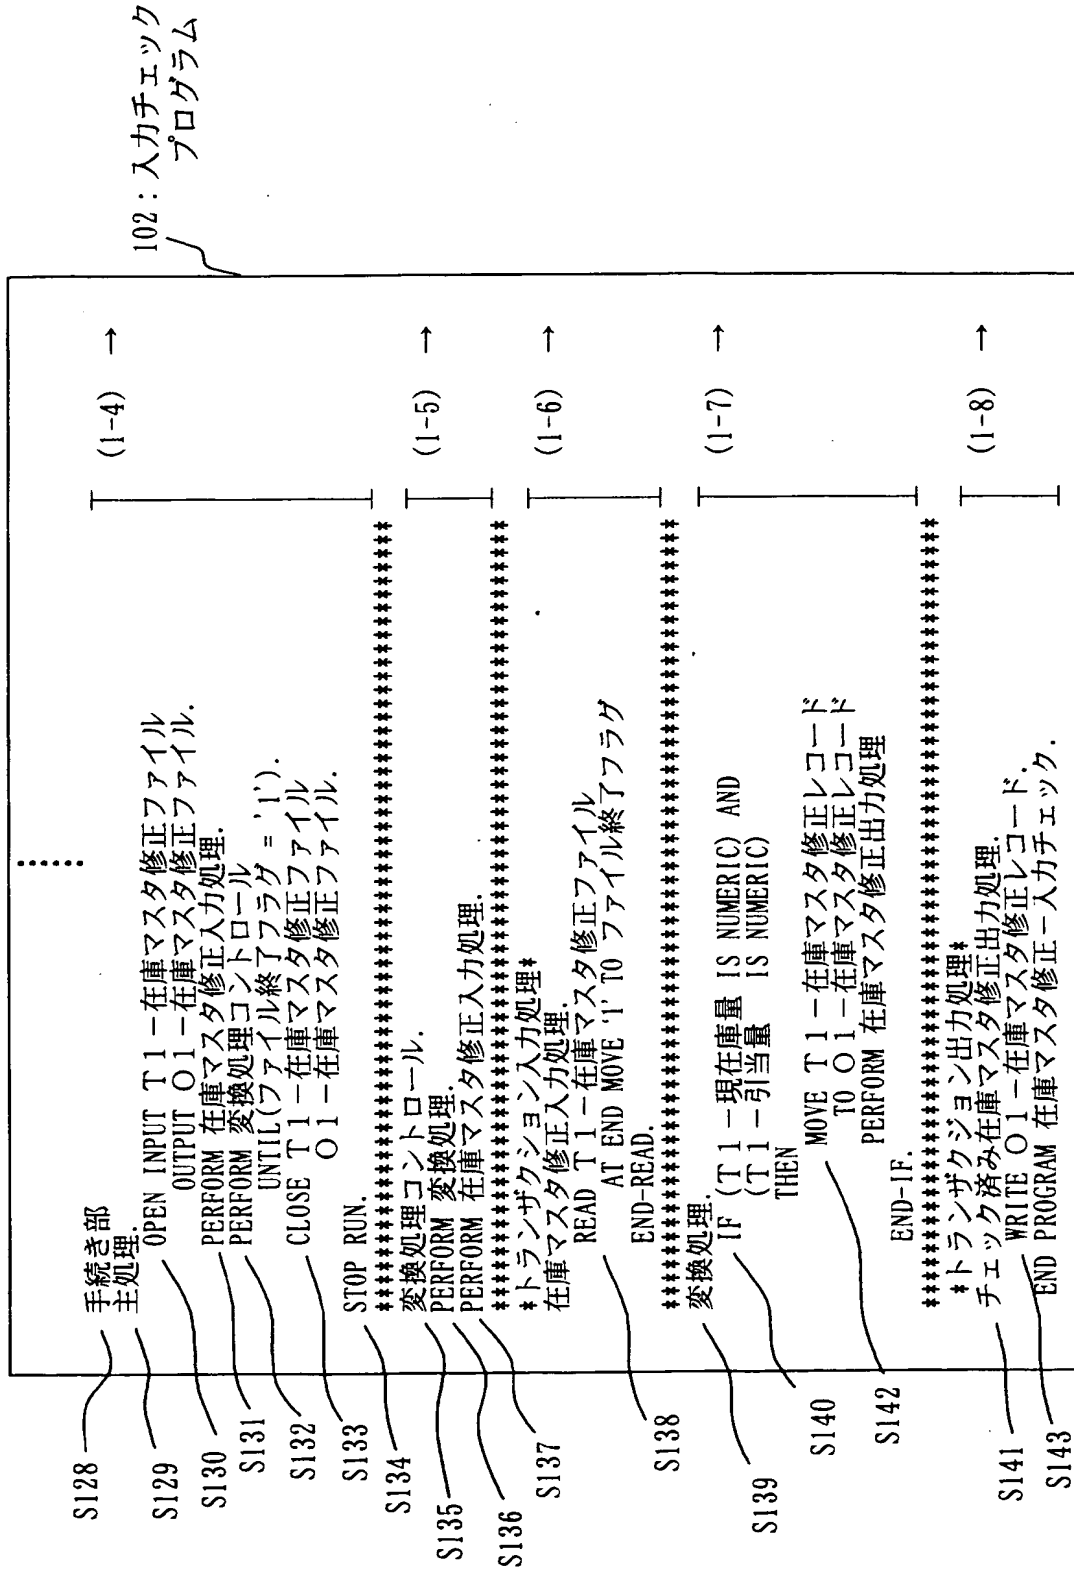 102：入力チェック
プログラム
......
S128 手続き部
S129 主処理.
S130 OPEN INPUT T1－在庫マスタ修正ファイル
OUTPUT O1－在庫マスタ修正ファイル.
S131 PERFORM 在庫マスタ修正入力処理.
S132 PERFORM 変換処理コントロール
UNTIL(ファイル終了フラグ = '1').
S133 CLOSE T1－在庫マスタ修正ファイル
O1－在庫マスタ修正ファイル.
S134 STOP RUN.
(1-4) →
************************************************************
S135 変換処理コントロール.
S136 PERFORM 変換処理.
S137 PERFORM 在庫マスタ修正入力処理.
(1-5) →
************************************************************
*トランザクション入力処理*
在庫マスタ修正入力処理.
S138 READ T1－在庫マスタ修正ファイル
AT END MOVE '1' TO ファイル終了フラグ
END-READ.
(1-6) →
************************************************************
S139 変換処理.
S140 IF (T1－現在庫量 IS NUMERIC) AND
(T1－引当量 IS NUMERIC)
THEN
S142 MOVE T1－在庫マスタ修正レコード
TO O1－在庫マスタ修正レコード
PERFORM 在庫マスタ修正出力処理
END-IF.
(1-7) →
************************************************************
*トランザクション出力処理*
S141 チェック済み在庫マスタ修正出力処理.
S143 WRITE O1－在庫マスタ修正レコード.
END PROGRAM 在庫マスタ修正－入力チェック.
(1-8) →